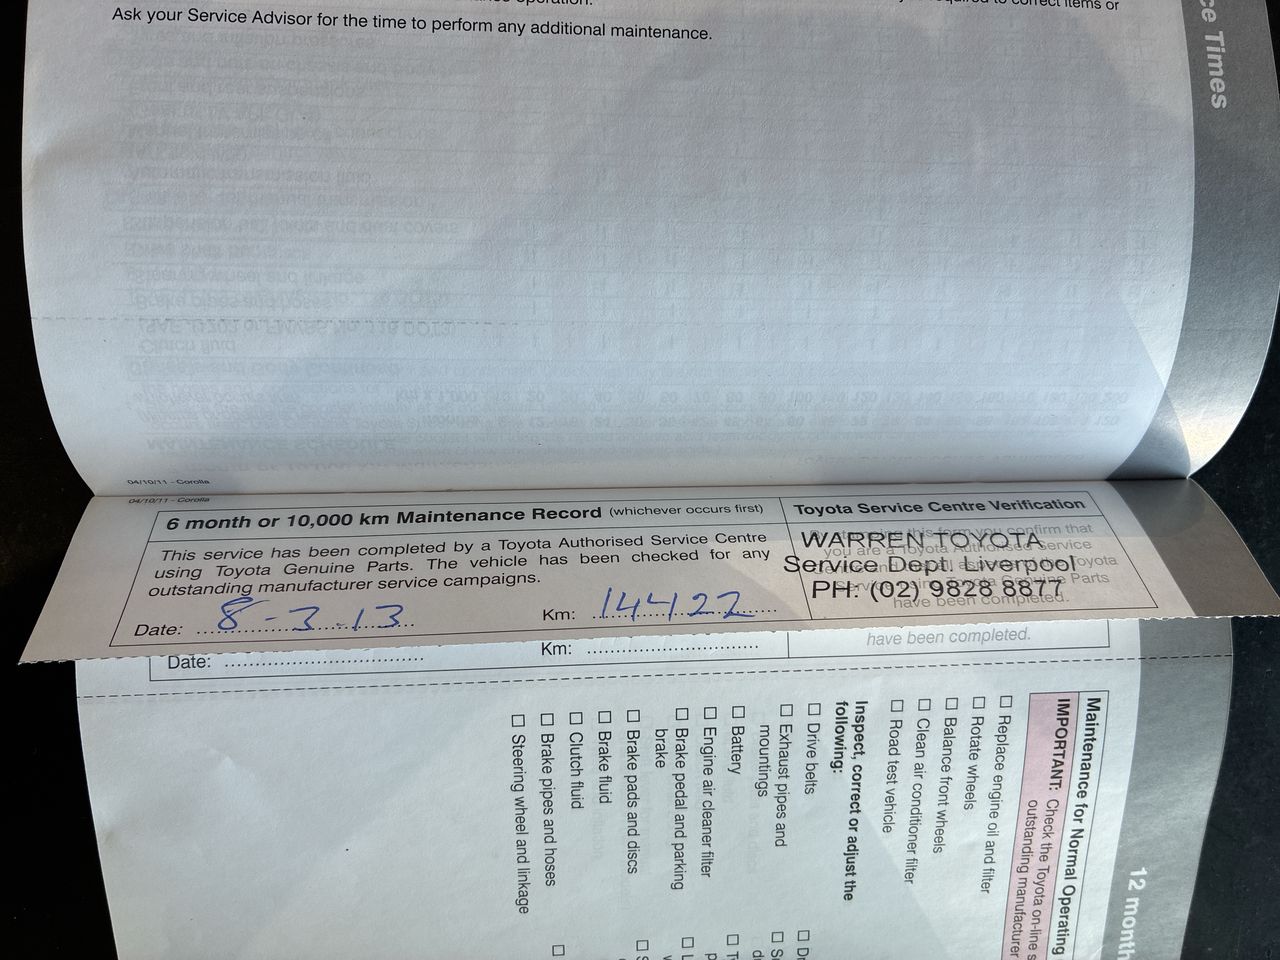 Ask your Service Advisor for the time to perform any additional maintenance.
ce Times
04/10/11 - Corolla
04/10/11 - Corolla
6 month or 10,000 km Maintenance Record (whichever occurs first)
This service has been completed by a Toyota Authorised Service Centre
using Toyota Genuine Parts. The vehicle has been checked for any
outstanding manufacturer service campaigns.
Date: 8-3-13
Km: 14422
Toyota Service Centre Verification
WARREN TOYOTA
Service Dept. Liverpool
PH: (02) 9828 8877
have been completed.
Date:
Km:
have been completed.
12 month
Maintenance for Normal Operating
IMPORTANT: Check the Toyota on-line s
outstanding manufacturer
Replace engine oil and filter
Rotate wheels
Balance front wheels
Clean air conditioner filter
Road test vehicle
Inspect, correct or adjust the
following:
Drive belts
Exhaust pipes and
mountings
Battery
Engine air cleaner filter
Brake pedal and parking
brake
Brake pads and discs
Brake fluid
Clutch fluid
Brake pipes and hoses
Steering wheel and linkage